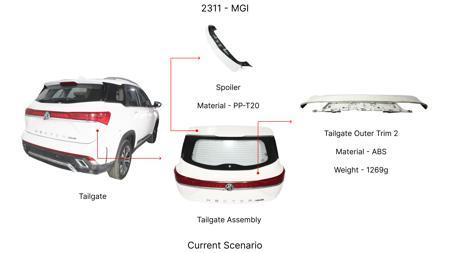 2311 - MGI
Spoiler
Material - PP-T20
Tailgate Outer Trim 2
Material - ABS
Weight - 1269g
Tailgate
HECTOR
Tailgate Assembly
Current Scenario